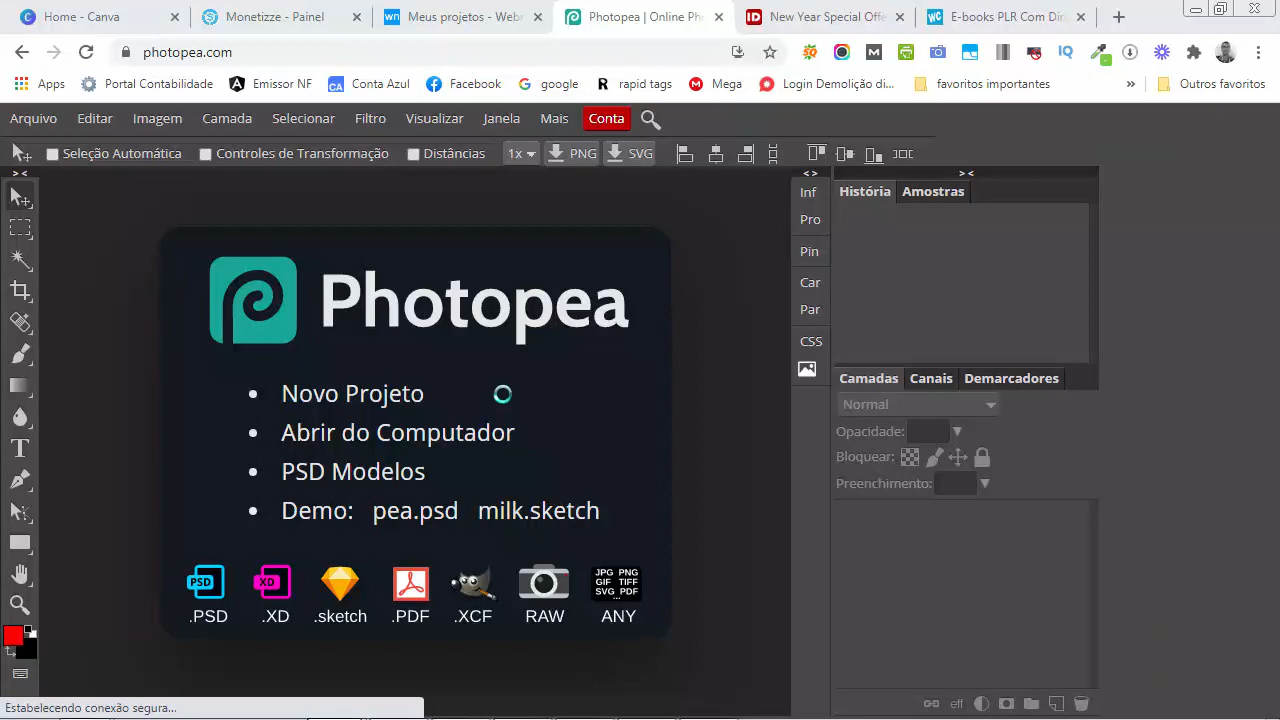 Home - Canva
Monetizze - Painel
Meus projetos - Webn
Photopea | Online Pho
New Year Special Offe
E-books PLR Com Dir
photopea.com
Apps
Portal Contabilidade
Emissor NF
Conta Azul
Facebook
google
rapid tags
Mega
Login Demolição di...
favoritos importantes
»
Outros favoritos
Arquivo Editar Imagem Camada Selecionar Filtro Visualizar Janela Mais Conta
Seleção Automática Controles de Transformação Distâncias 1x PNG SVG
> <
< >
> <
Inf
Pro
Pin
Car
Par
CSS
História Amostras
Photopea
• Novo Projeto
• Abrir do Computador
• PSD Modelos
• Demo: pea.psd milk.sketch
PSD
XD
JPG PNG
GIF TIFF
SVG PDF
...
.PSD .XD .sketch .PDF .XCF RAW ANY
Camadas Canais Demarcadores
Normal
Opacidade:
Bloquear:
Preenchimento:
eff
Estabelecendo conexão segura...